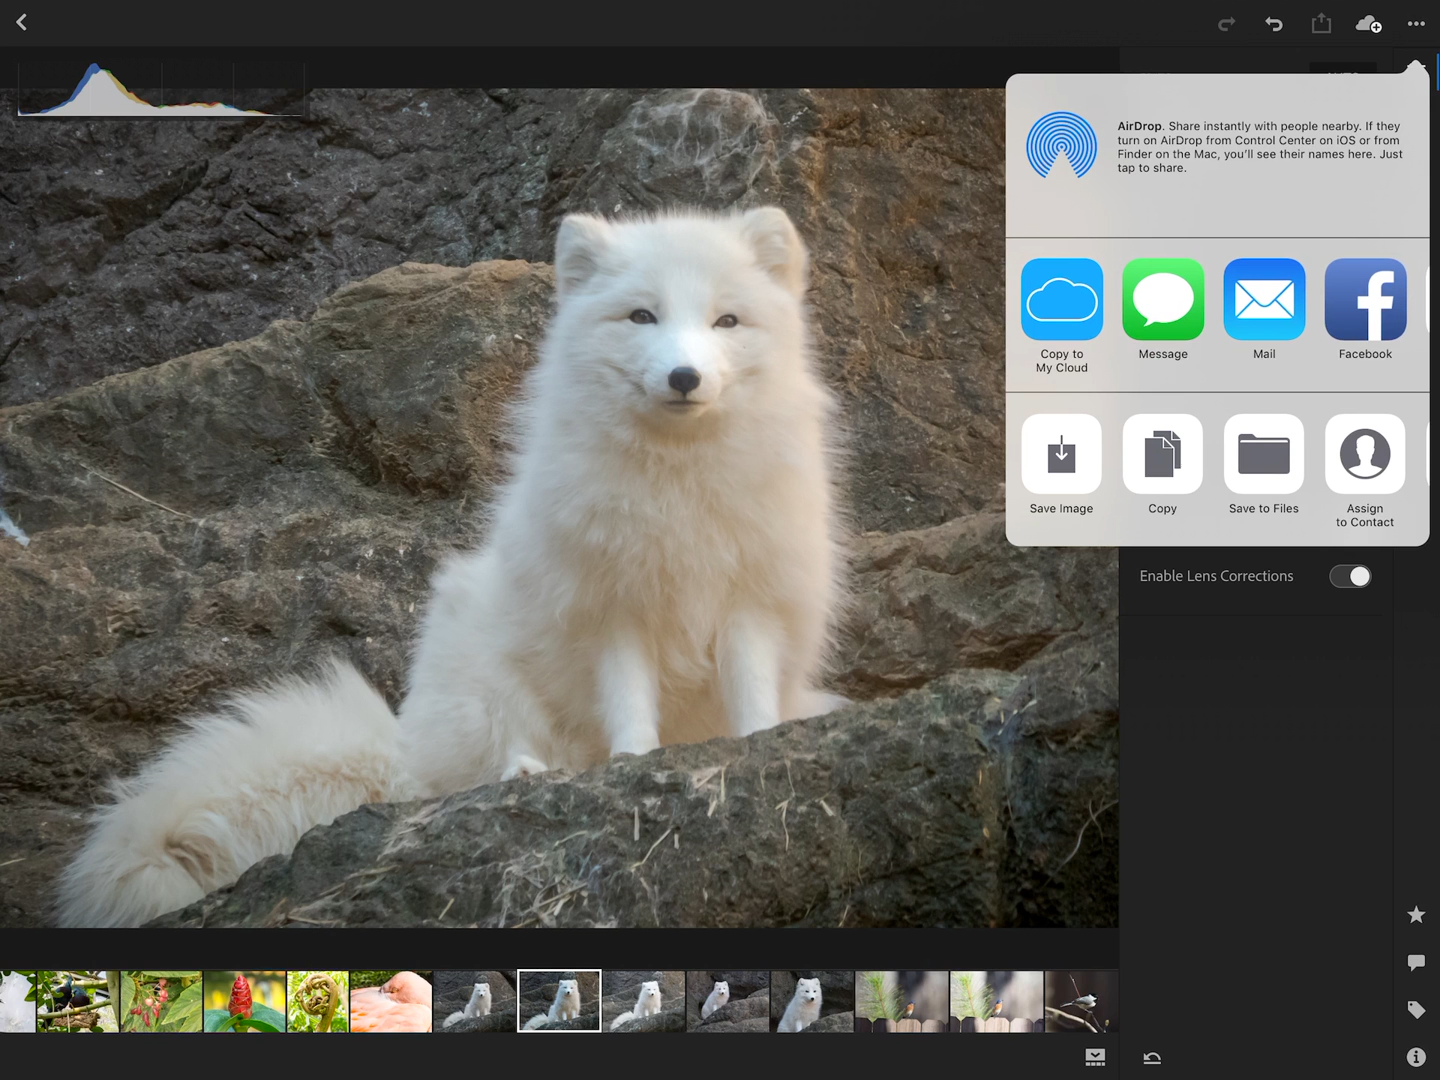 AirDrop. Share instantly with people nearby. If they
turn on AirDrop from Control Center on iOS or from
Finder on the Mac, you'll see their names here. Just
tap to share.
Copy to
My Cloud
Message
Mail
Facebook
Save Image
Copy
Save to Files
Assign
to Contact
Enable Lens Corrections